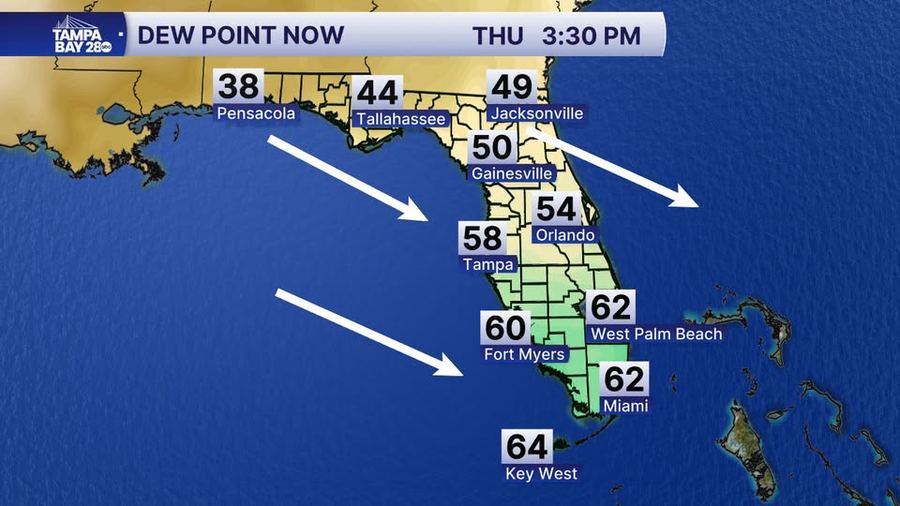 TAMPA
BAY 28 abc
DEW POINT NOW
THU 3:30 PM
38
Pensacola
44
Tallahassee
49
Jacksonville
50
Gainesville
54
Orlando
58
Tampa
62
West Palm Beach
60
Fort Myers
62
Miami
64
Key West